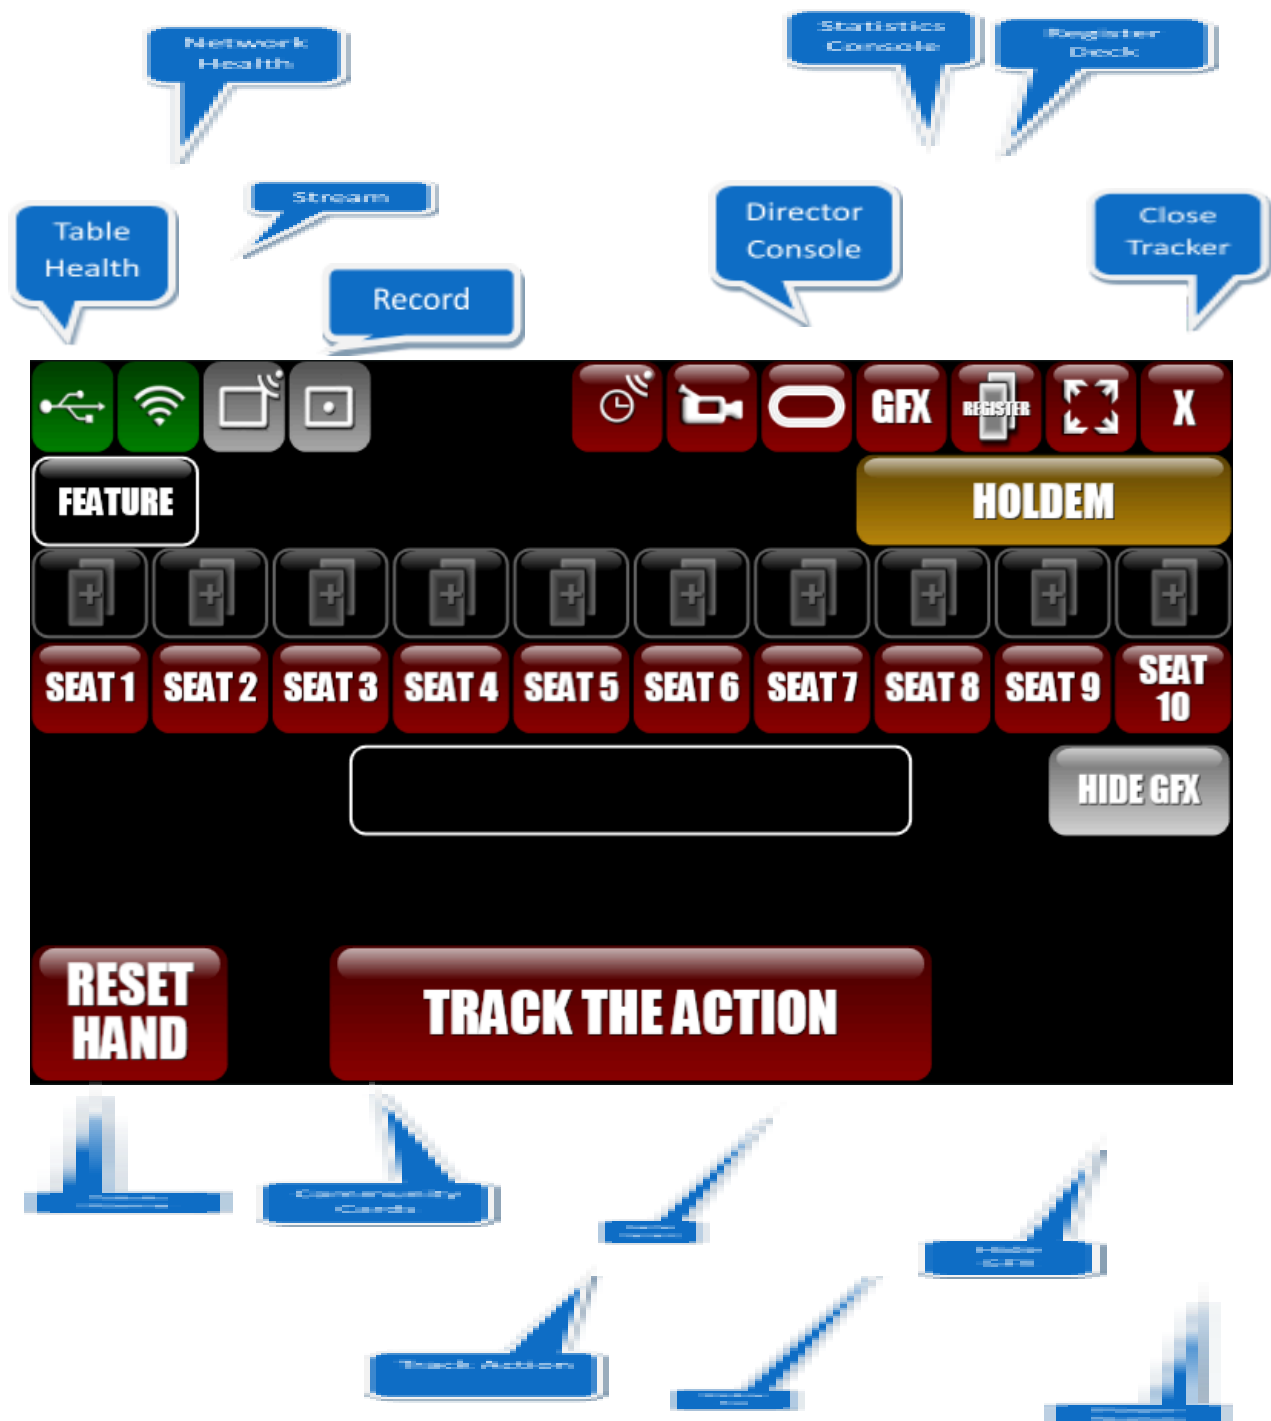 Network
Health
Statistics
Console
Register
Deck
Stream
Table
Health
Director
Console
Close
Tracker
Record
GFX
REGISTER
X
FEATURE
HOLDEM
SEAT 1
SEAT 2
SEAT 3
SEAT 4
SEAT 5
SEAT 6
SEAT 7
SEAT 8
SEAT 9
SEAT
10
HIDE GFX
RESET
HAND
TRACK THE ACTION
Community
Cards
Track Action